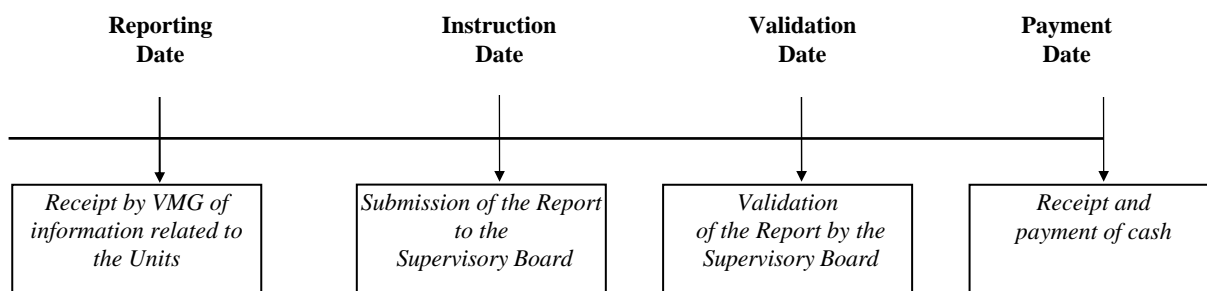 Reporting
Date
Instruction
Date
Validation
Date
Payment
Date
Receipt by VMG of
information related to
the Units
Submission of the Report
to the
Supervisory Board
Validation
of the Report by the
Supervisory Board
Receipt and
payment of cash